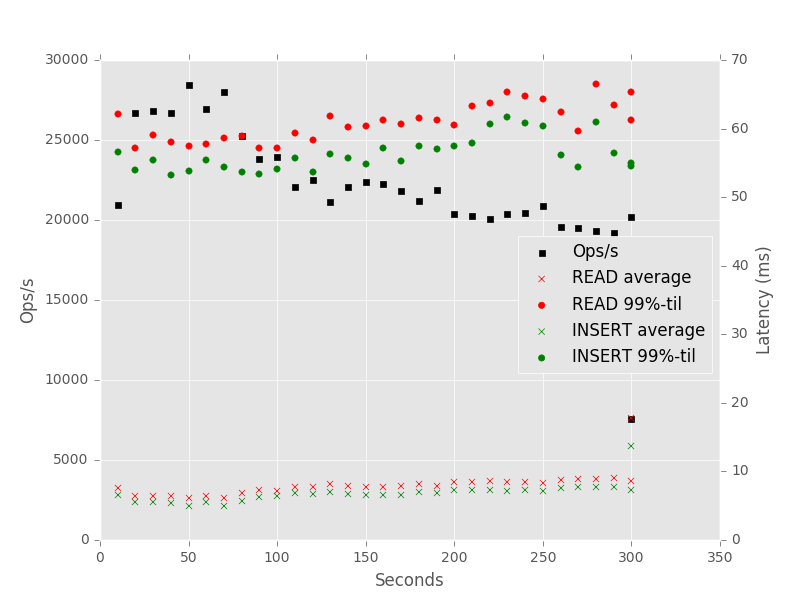 30000
25000
20000
15000
10000
5000
0
Ops/s
70
60
50
40
30
20
10
0
Latency (ms)
Ops/s
READ average
READ 99%-til
INSERT average
INSERT 99%-til
0
50
100
150
200
250
300
350
Seconds